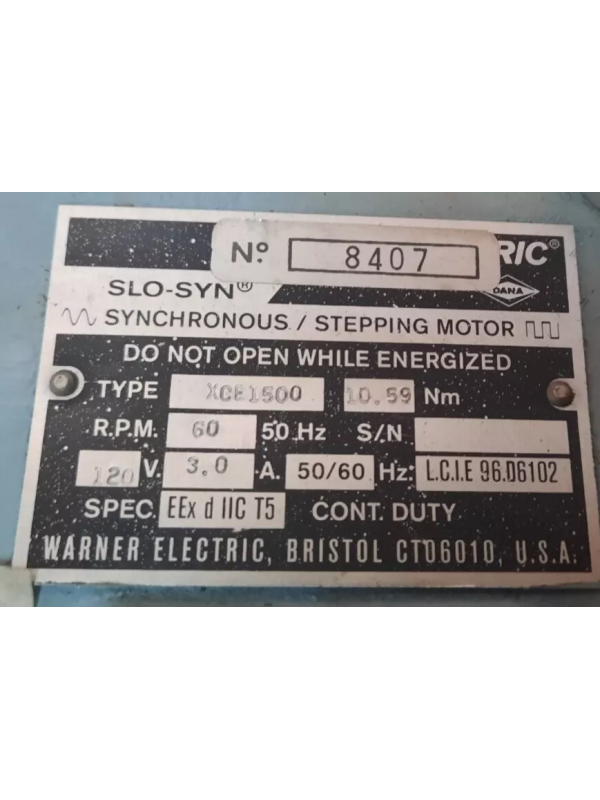 Nº 8407 RIC®
SLO-SYN® DANA
SYNCHRONOUS / STEPPING MOTOR
DO NOT OPEN WHILE ENERGIZED
TYPE XCE1500 10.59 Nm
R.P.M. 60 50 Hz S/N
120 V. 3.0 A. 50/60 Hz: L.C.I.E 96.D6102
SPEC. EEx d IIC T5 CONT. DUTY
WARNER ELECTRIC, BRISTOL CT06010, U.S.A.